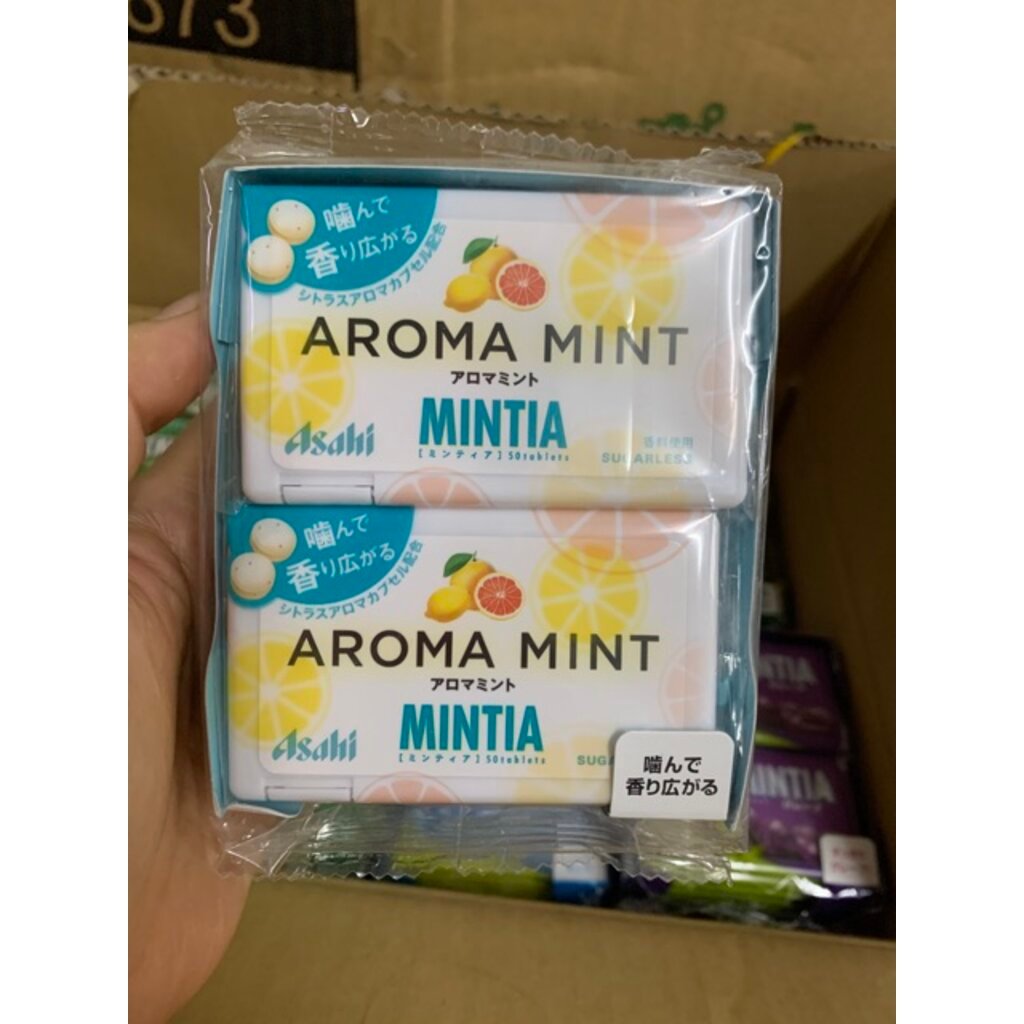 673
噛んで
香り広がる
シトラスアロマカプセル配合
AROMA MINT
アロマミント
Asahi
MINTIA
[ミンティア] 50tablets
香料使用
SUGARLESS
噛んで
香り広がる
シトラスアロマカプセル配合
AROMA MINT
アロマミント
Asahi
MINTIA
[ミンティア] 50tablets
SUGA
噛んで
香り広がる
MINTIA
MINTIA